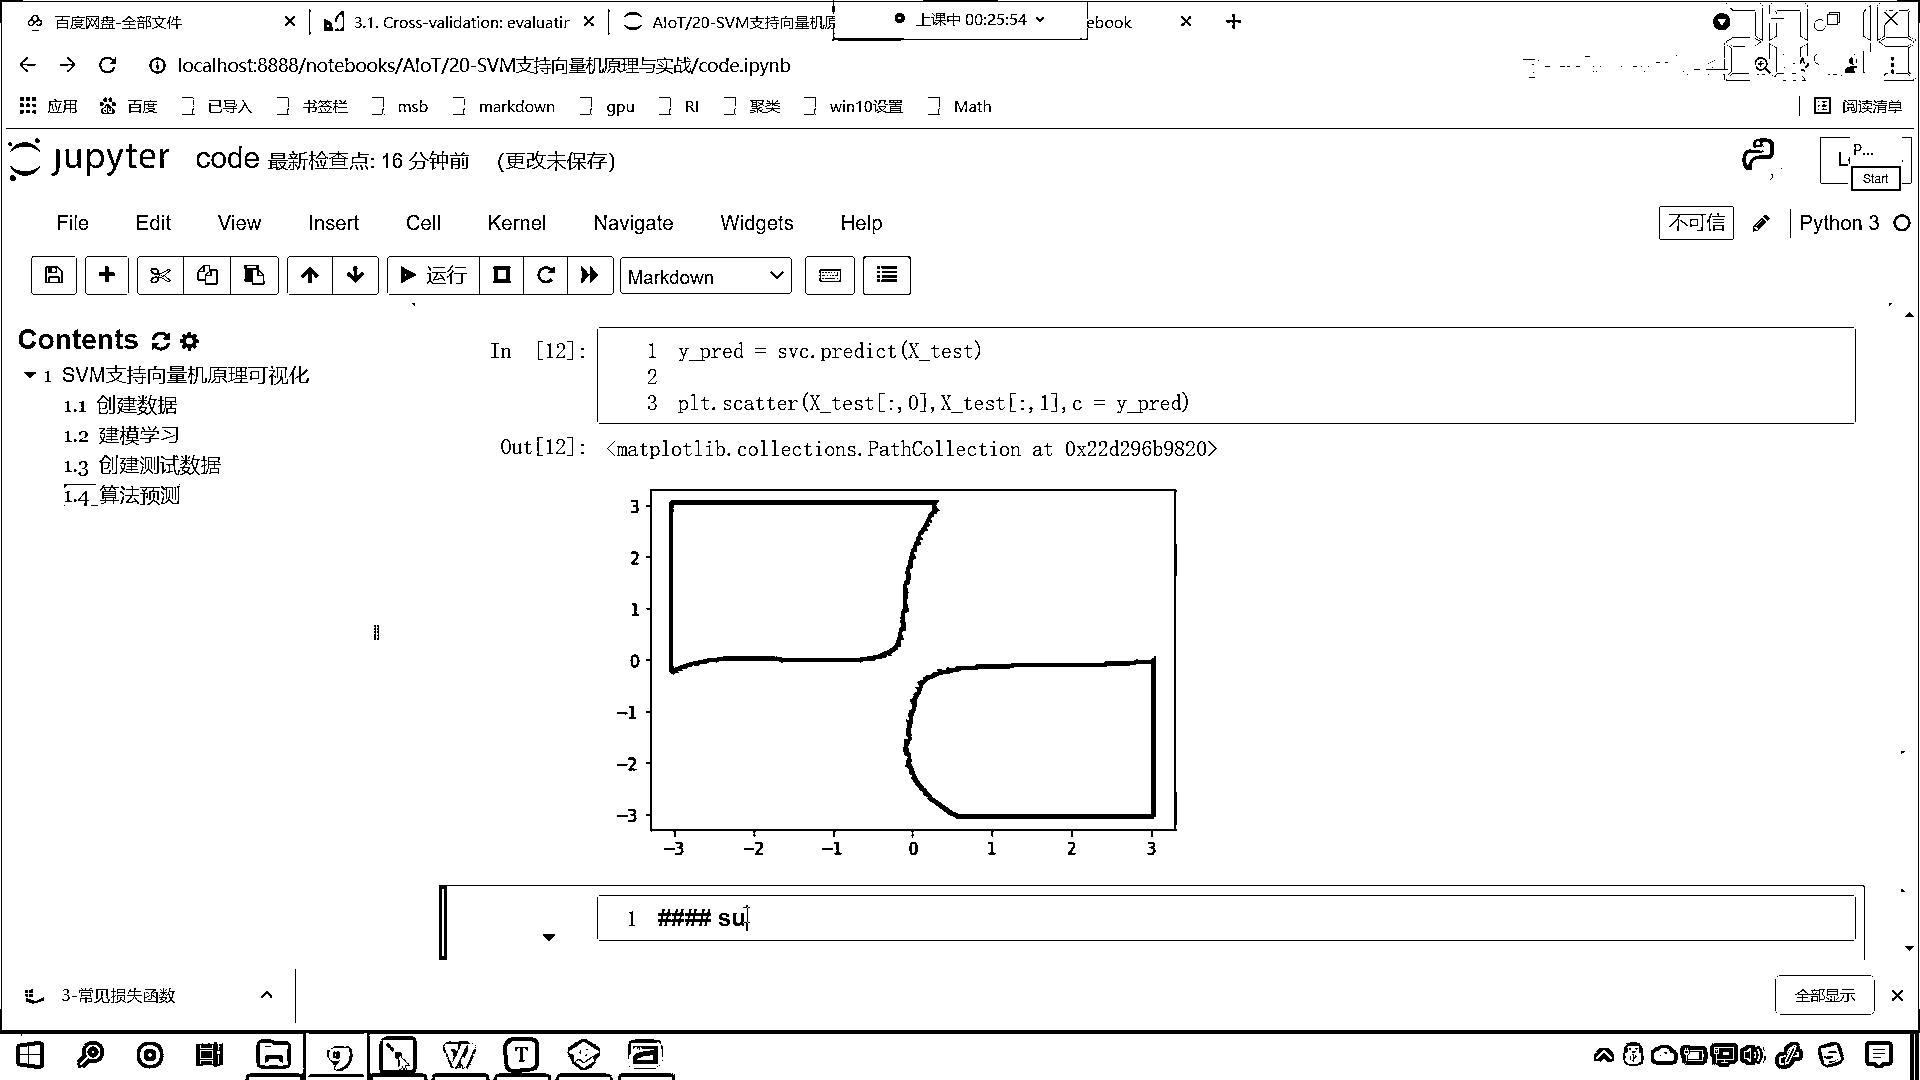 百度网盘-全部文件
3.1. Cross-validation: evaluatir
AIoT/20-SVM支持向量机原
上课中 00:25:54
ebook
localhost:8888/notebooks/AIoT/20-SVM支持向量机原理与实战/code.ipynb
应用
百度
已导入
书签栏
msb
markdown
gpu
RI
聚类
win10设置
Math
阅读清单
jupyter code 最新检查点: 16 分钟前 (更改未保存)
P...
Start
File Edit View Insert Cell Kernel Navigate Widgets Help
不可信
Python 3
运行
Markdown
Contents
1 SVM支持向量机原理可视化
1.1 创建数据
1.2 建模学习
1.3 创建测试数据
1.4 算法预测
In [12]:
1 y_pred = svc.predict(X_test)
2
3 plt.scatter(X_test[:,0],X_test[:,1],c = y_pred)
Out[12]: <matplotlib.collections.PathCollection at 0x22d296b9820>
3
2
1
0
−1
−2
−3
−3 −2 −1 0 1 2 3
1 #### su
3-常见损失函数
全部显示